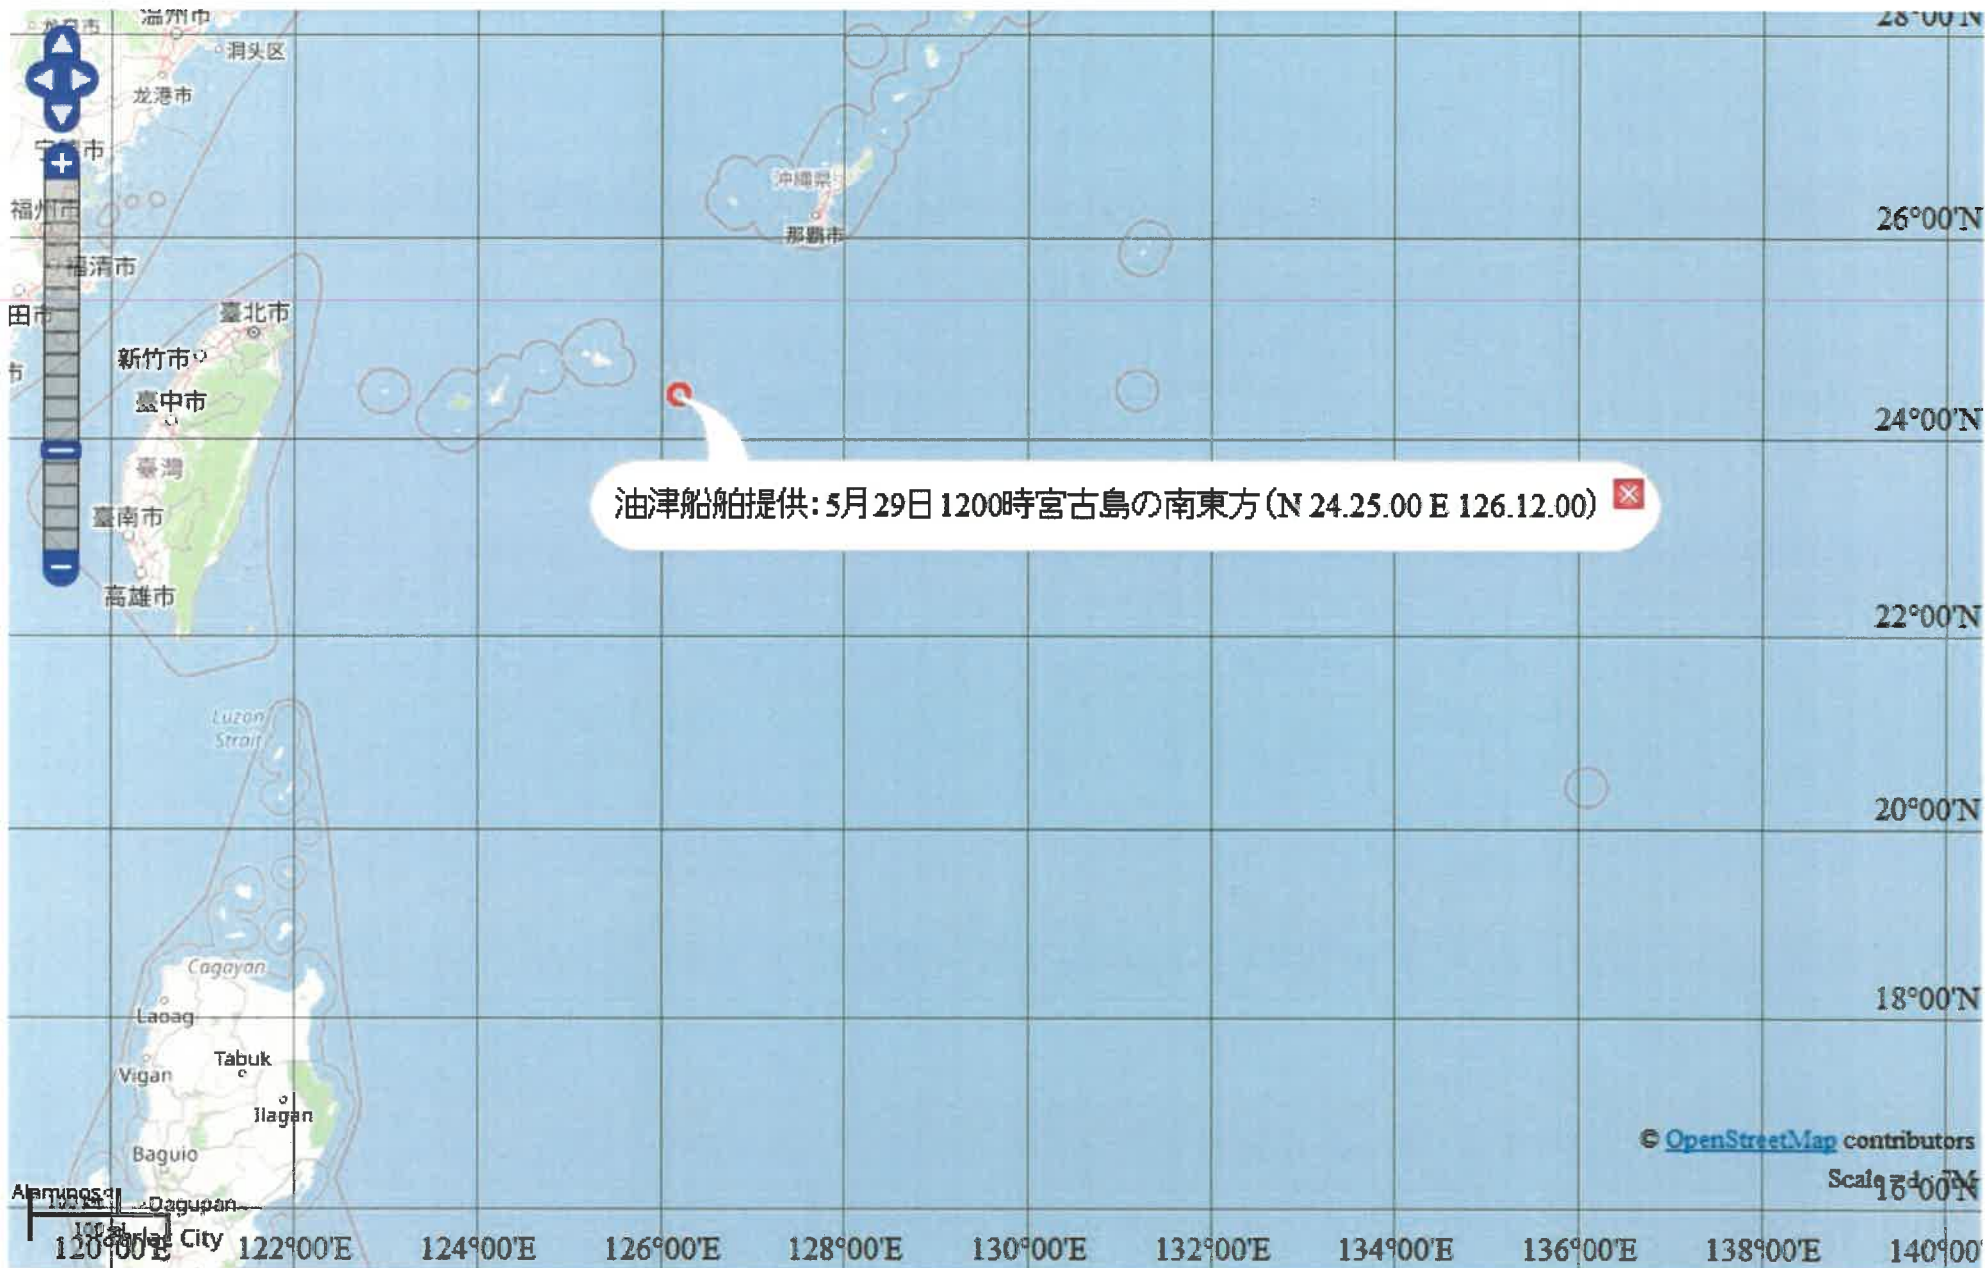 温州市
28°00'N
洞头区
龙港市
沖縄県
福州市
26°00'N
那覇市
福清市
臺北市
田市
新竹市
市
臺中市
24°00'N
臺灣
油津船舶提供:5月29日1200時宮古島の南東方(N 24.25.00 E 126.12.00)
臺南市
高雄市
22°00'N
Luzon
Strait
20°00'N
Cagayan
18°00'N
Laoag
Tabuk
Vigan
Ilagan
© OpenStreetMap contributors
Baguio
Scale
16°00'N
Alaminos
Dagupan
City
120°00'E 122°00'E 124°00'E 126°00'E 128°00'E 130°00'E 132°00'E 134°00'E 136°00'E 138°00'E 140°00'